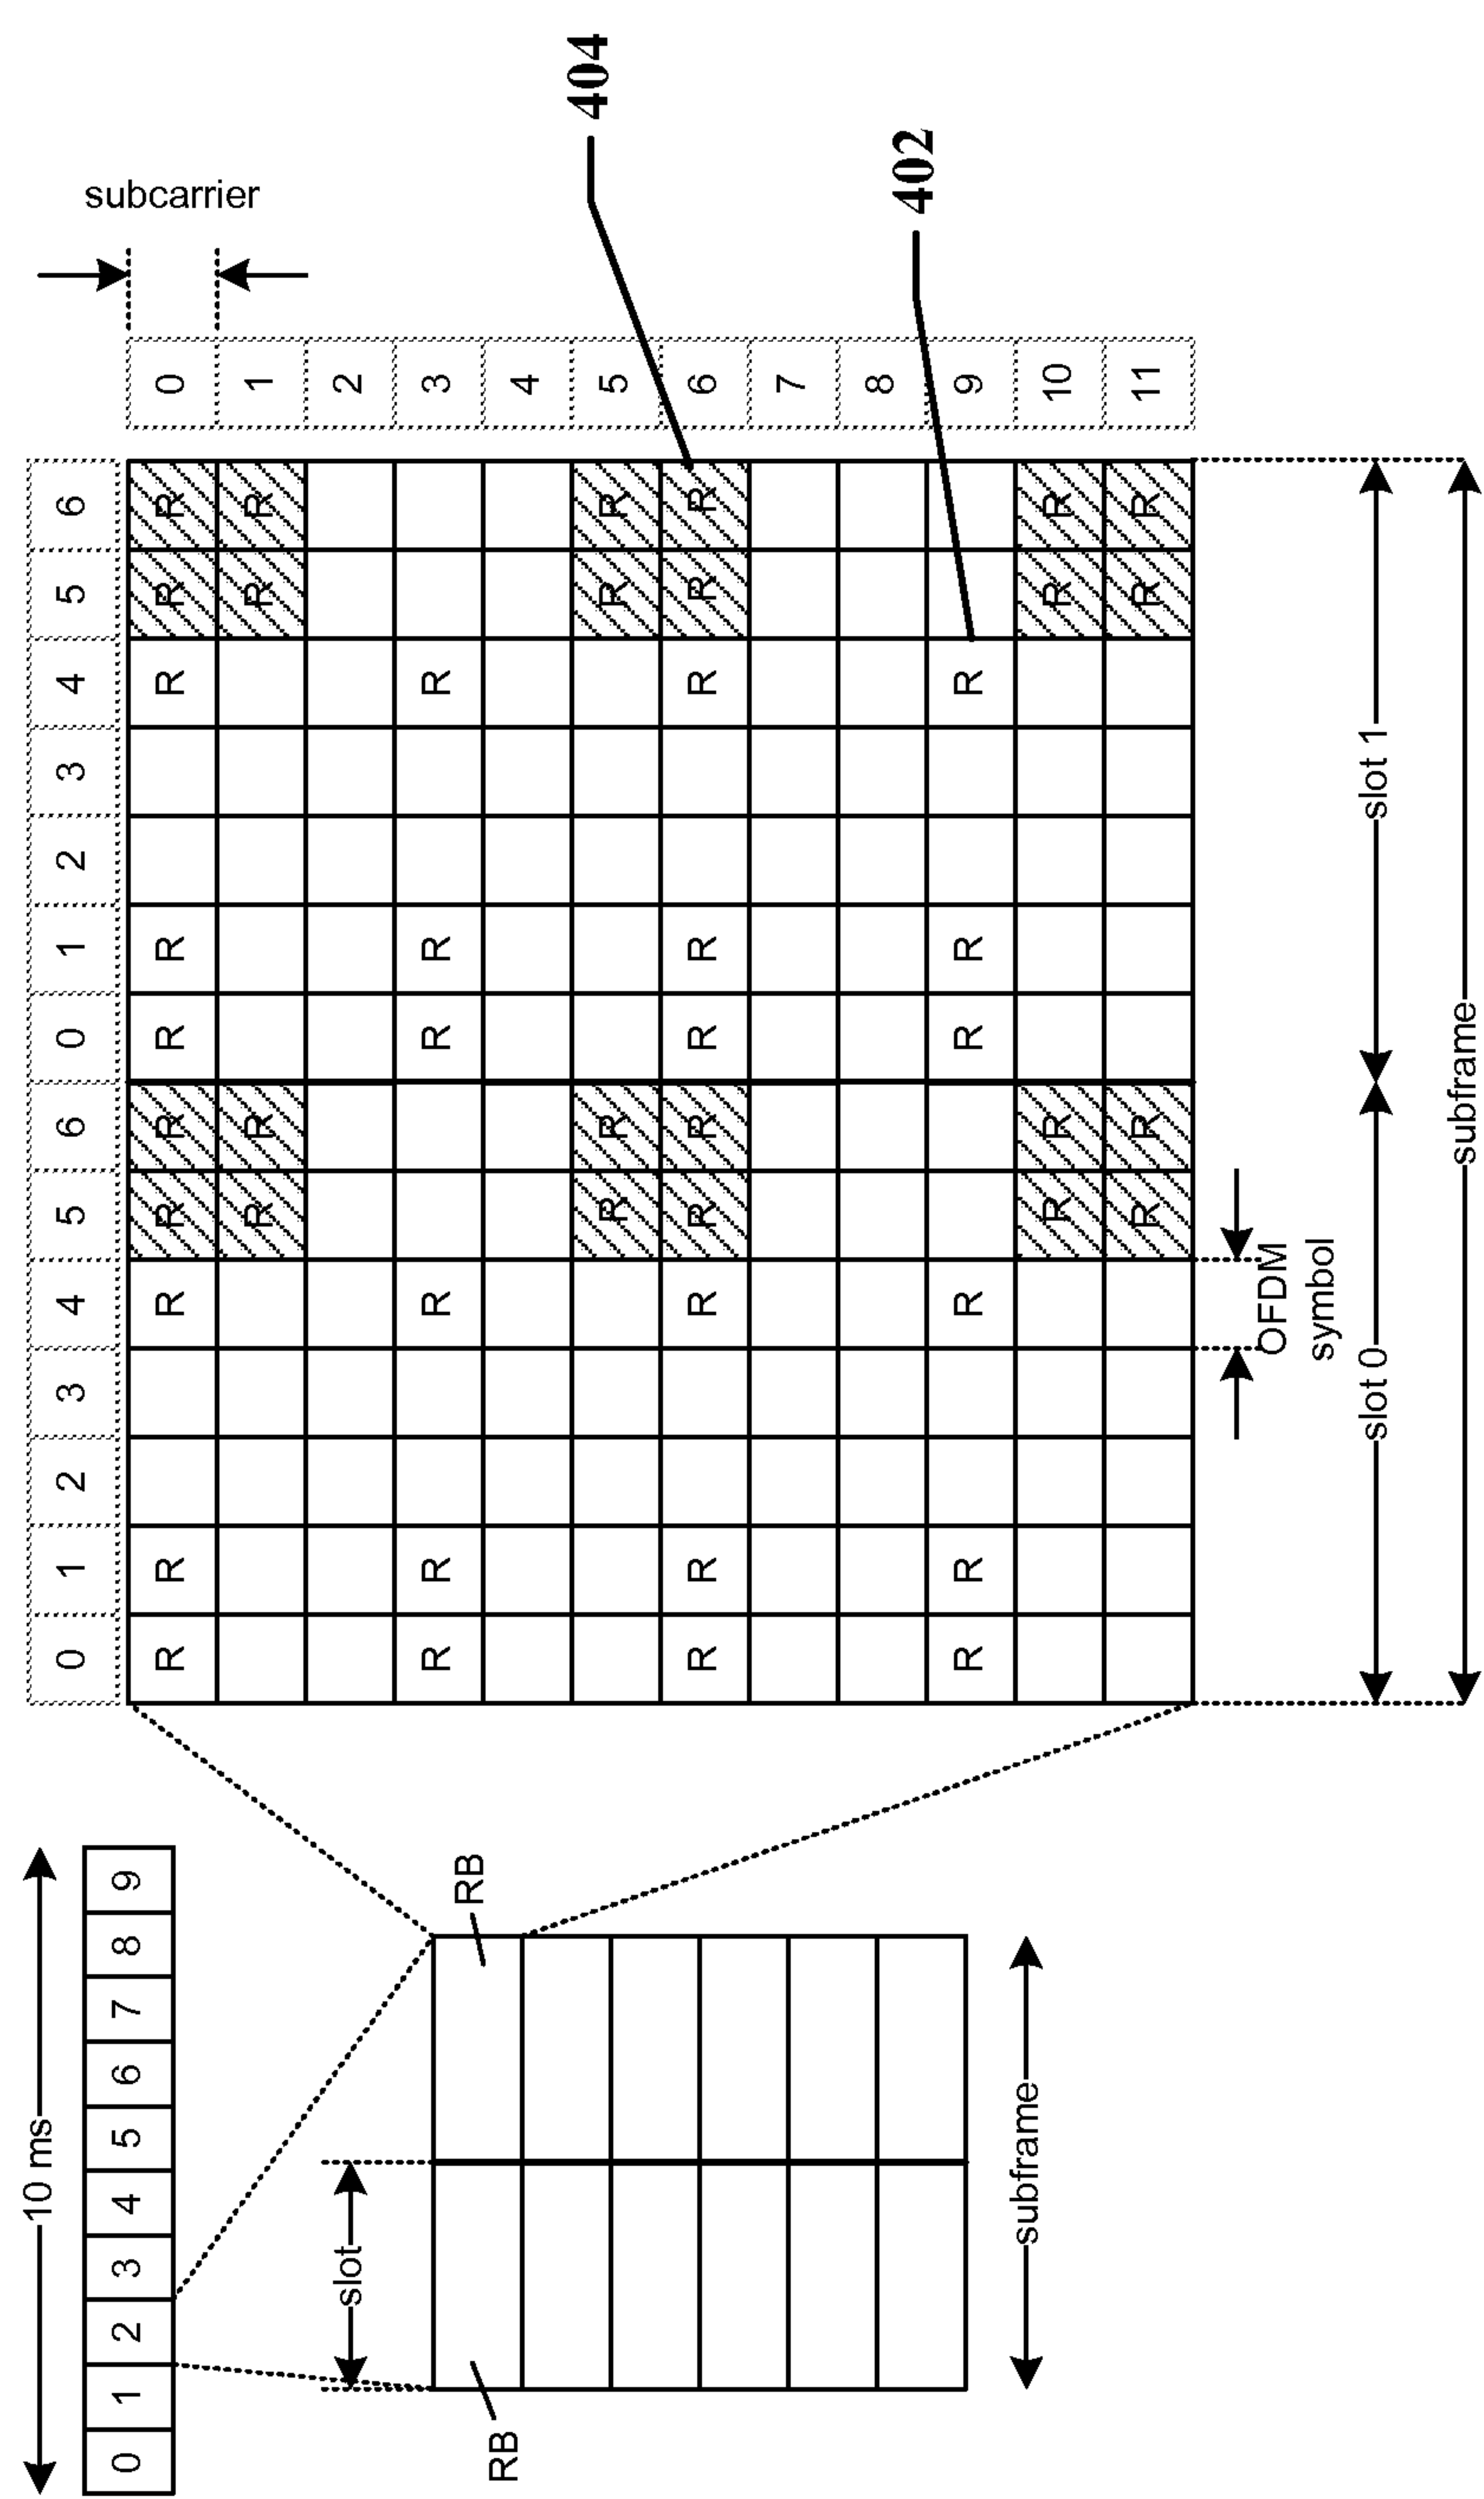 10 ms
0 1 2 3 4 5 6 7 8 9
slot
RB
RB
subframe
0 1 2 3 4 5 6 0 1 2 3 4 5 6
subcarrier
R R R R R R R R R R 0
R R R R 1
2
R R R R R R 3
4
R R R R 5
R R R R R R R R R R 6
7
8
R R R R R R 9
R R R R 10
R R R R 11
404
402
OFDM
symbol
slot 0 slot 1
subframe